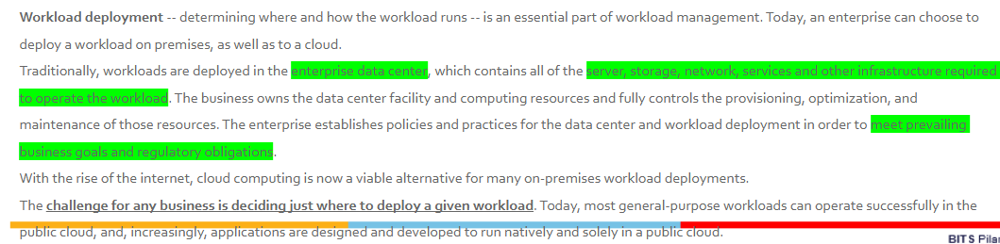 Workload deployment -- determining where and how the workload runs -- is an essential part of workload management. Today, an enterprise can choose to
deploy a workload on premises, as well as to a cloud.
Traditionally, workloads are deployed in the enterprise data center, which contains all of the server, storage, network, services and other infrastructure required
to operate the workload. The business owns the data center facility and computing resources and fully controls the provisioning, optimization, and
maintenance of those resources. The enterprise establishes policies and practices for the data center and workload deployment in order to meet prevailing
business goals and regulatory obligations.
With the rise of the internet, cloud computing is now a viable alternative for many on-premises workload deployments.
The challenge for any business is deciding just where to deploy a given workload. Today, most general-purpose workloads can operate successfully in the
public cloud, and, increasingly, applications are designed and developed to run natively and solely in a public cloud.
BITS